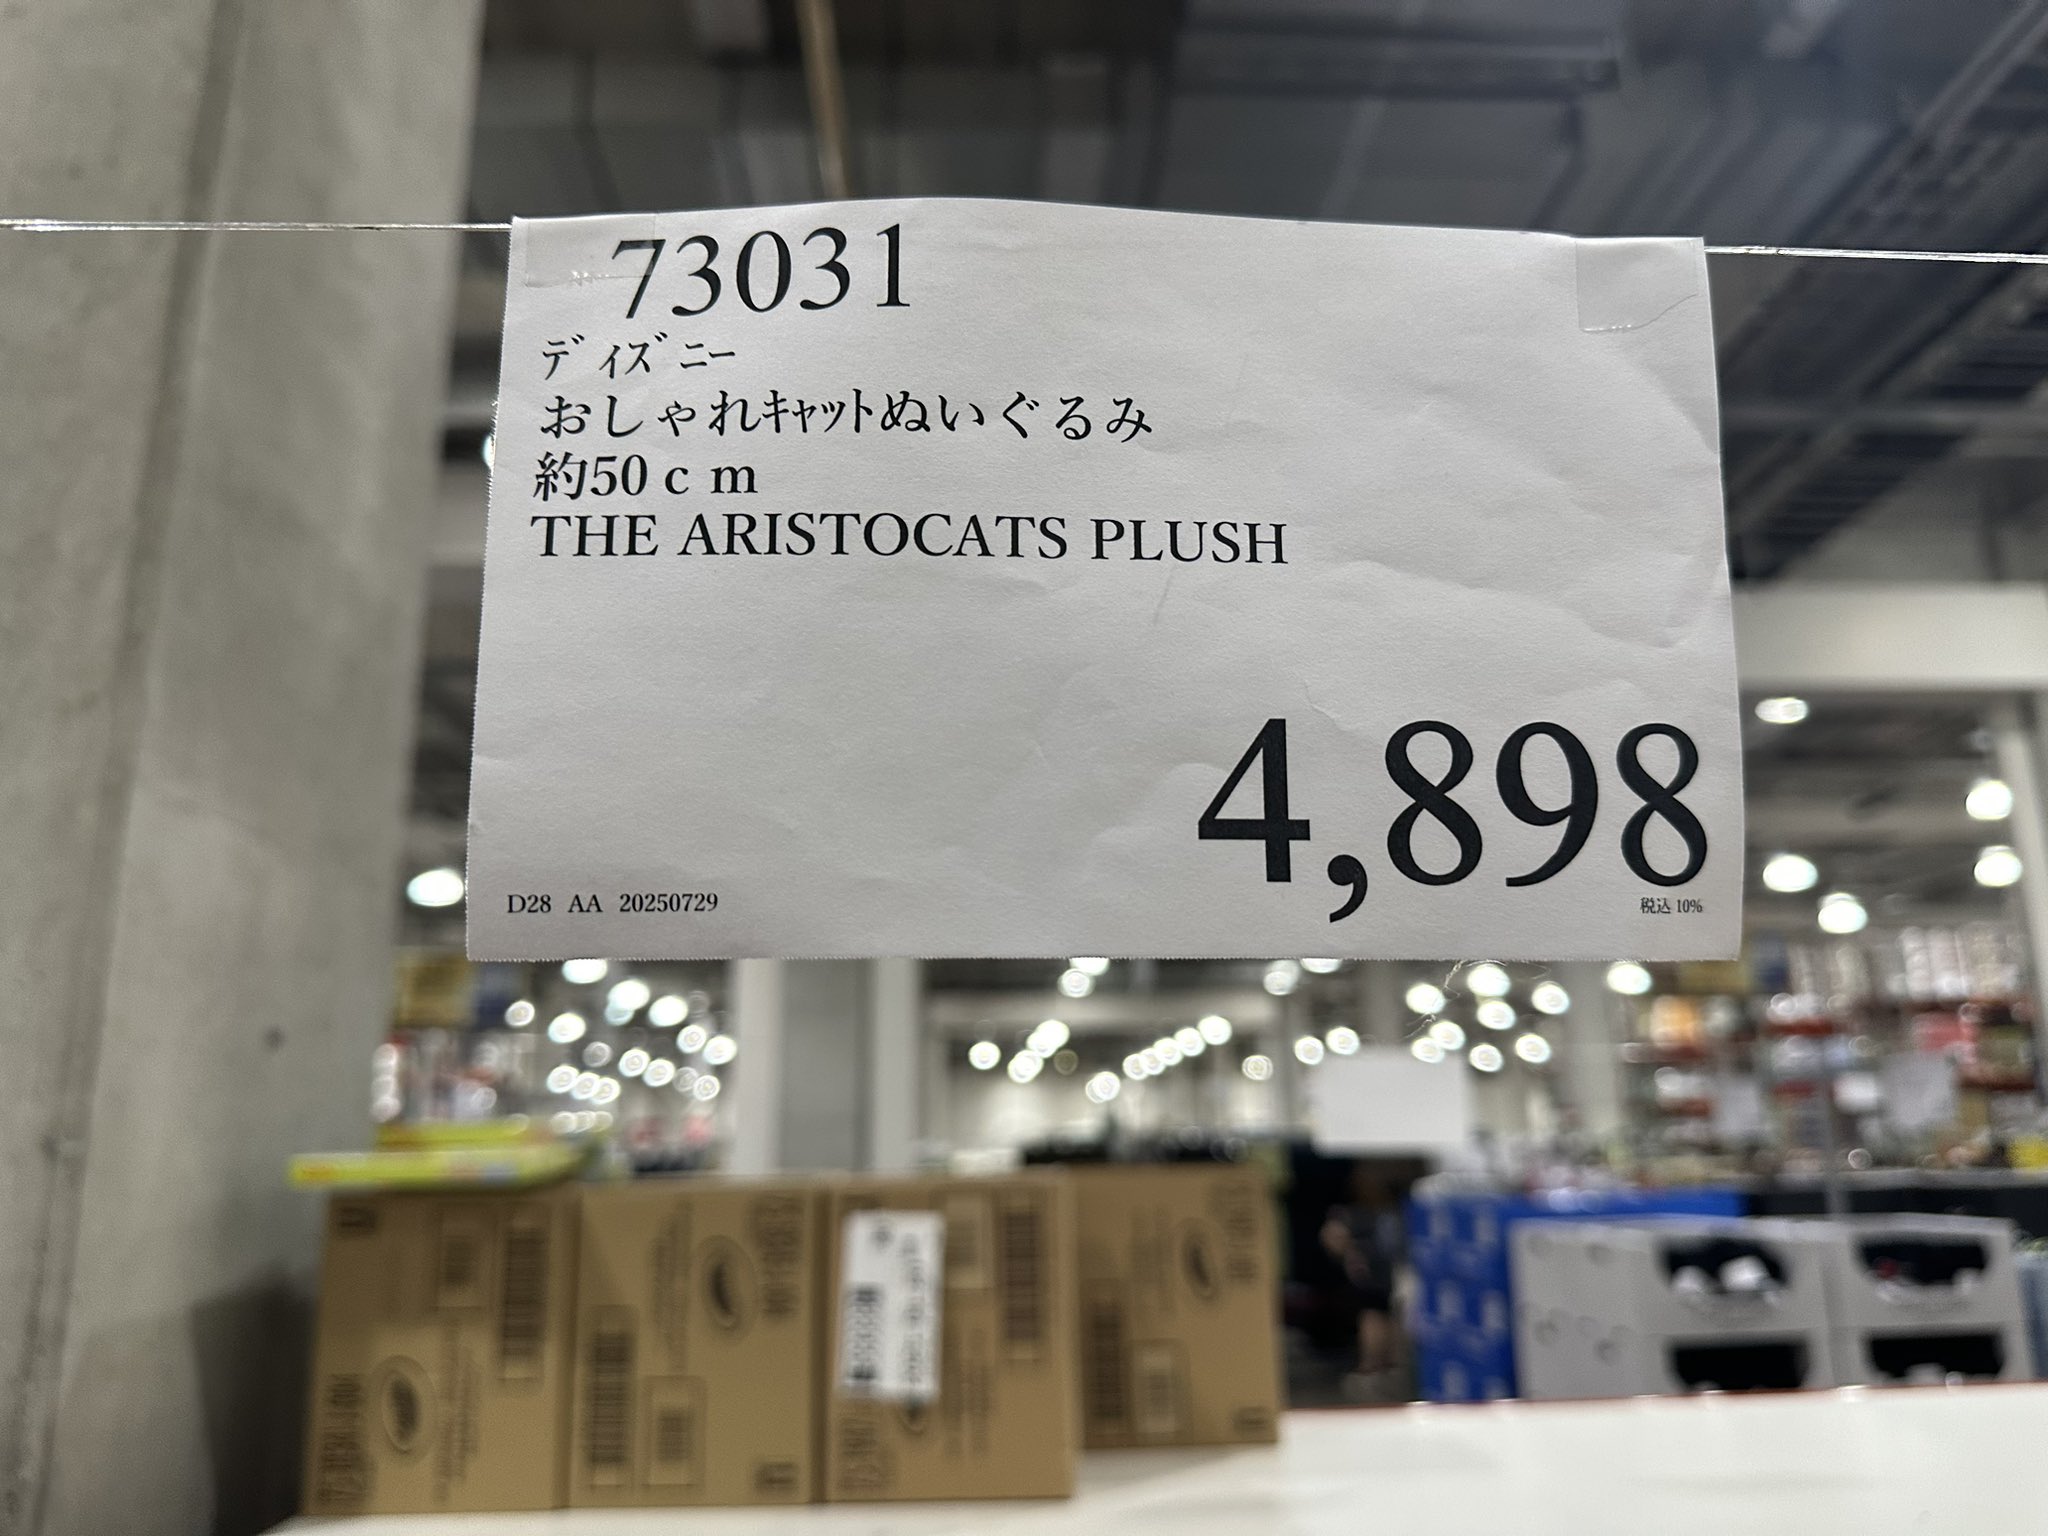 73031
ﾃﾞｨｽﾞﾆｰ
おしゃれｷｬｯﾄぬいぐるみ
約50ｃｍ
THE ARISTOCATS PLUSH
4,898
D28 AA 20250729
税込 10%